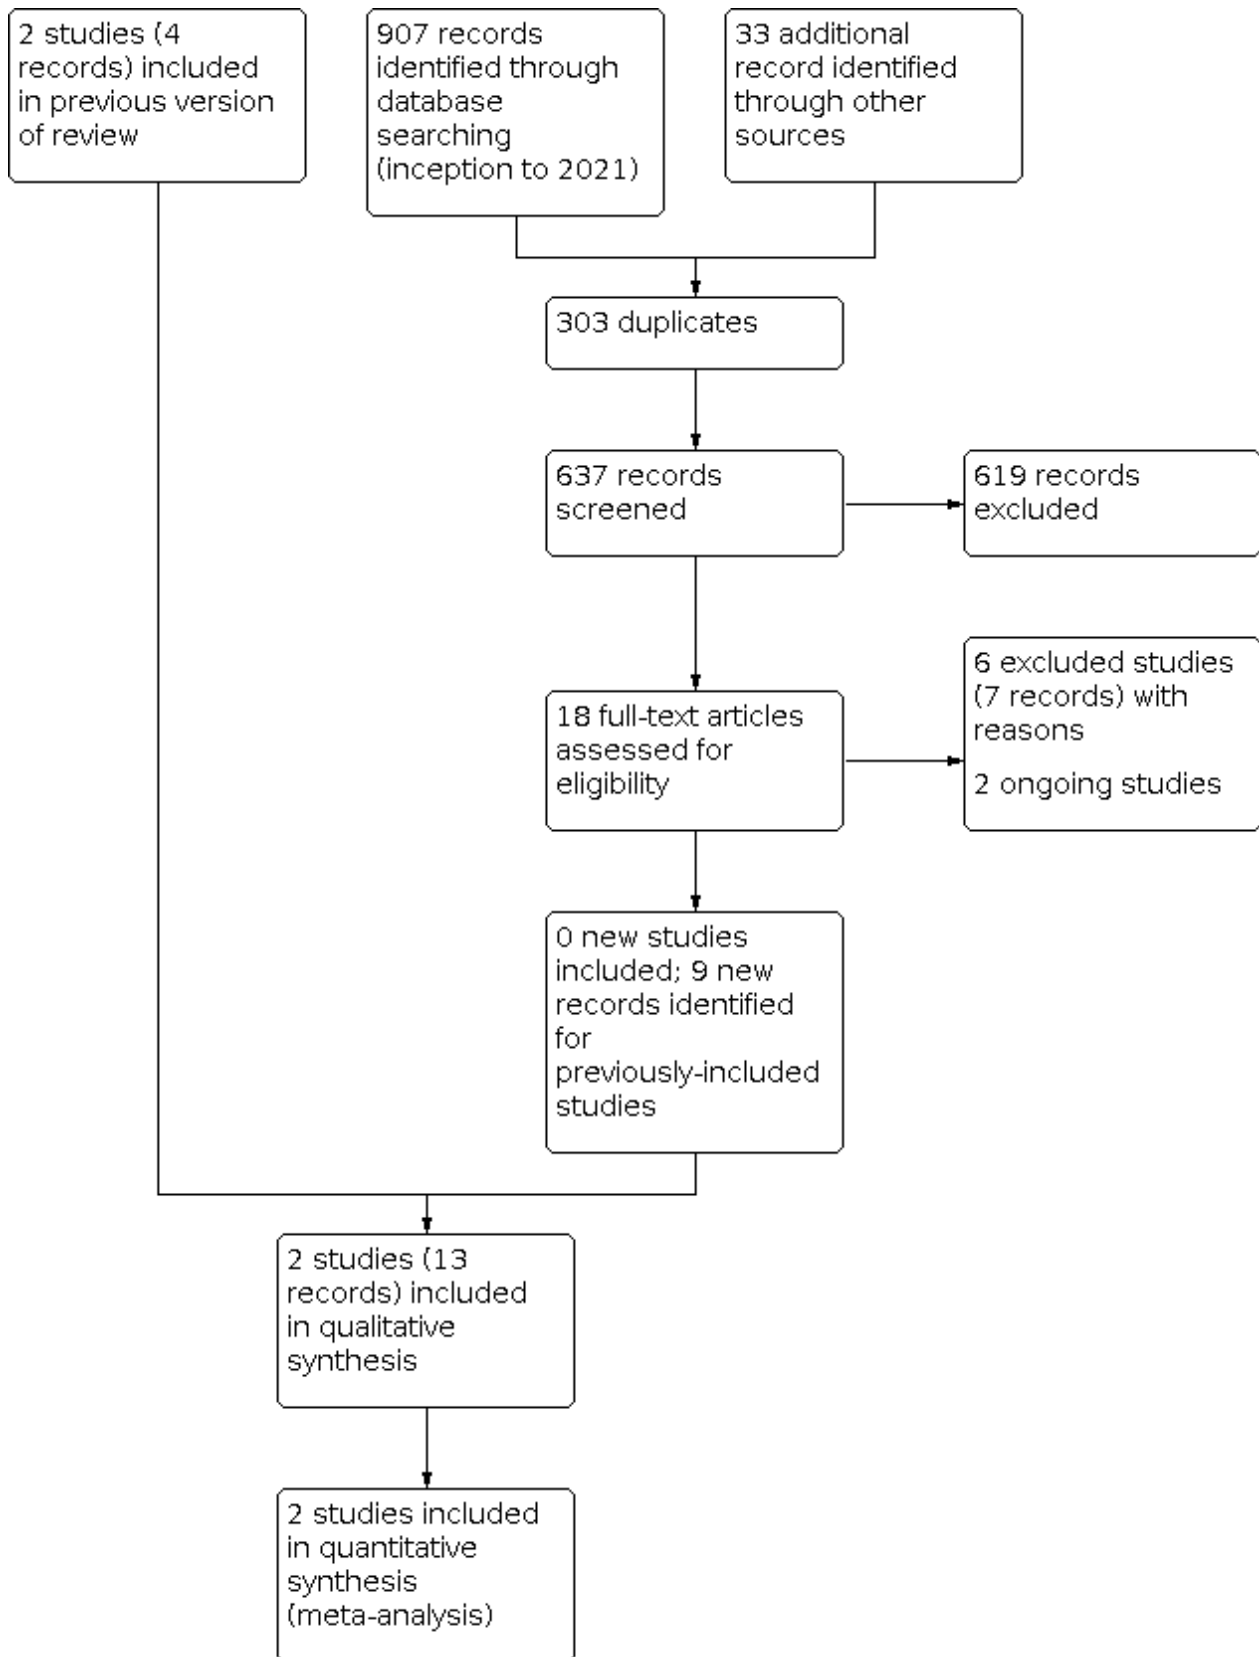 2 studies (4
records) included
in previous version
of review
907 records
identified through
database
searching
(inception to 2021)
33 additional
record identified
through other
sources
303 duplicates
637 records
screened
619 records
excluded
18 full-text articles
assessed for
eligibility
6 excluded studies
(7 records) with
reasons
2 ongoing studies
0 new studies
included; 9 new
records identified
for
previously-included
studies
2 studies (13
records) included
in qualitative
synthesis
2 studies included
in quantitative
synthesis
(meta-analysis)